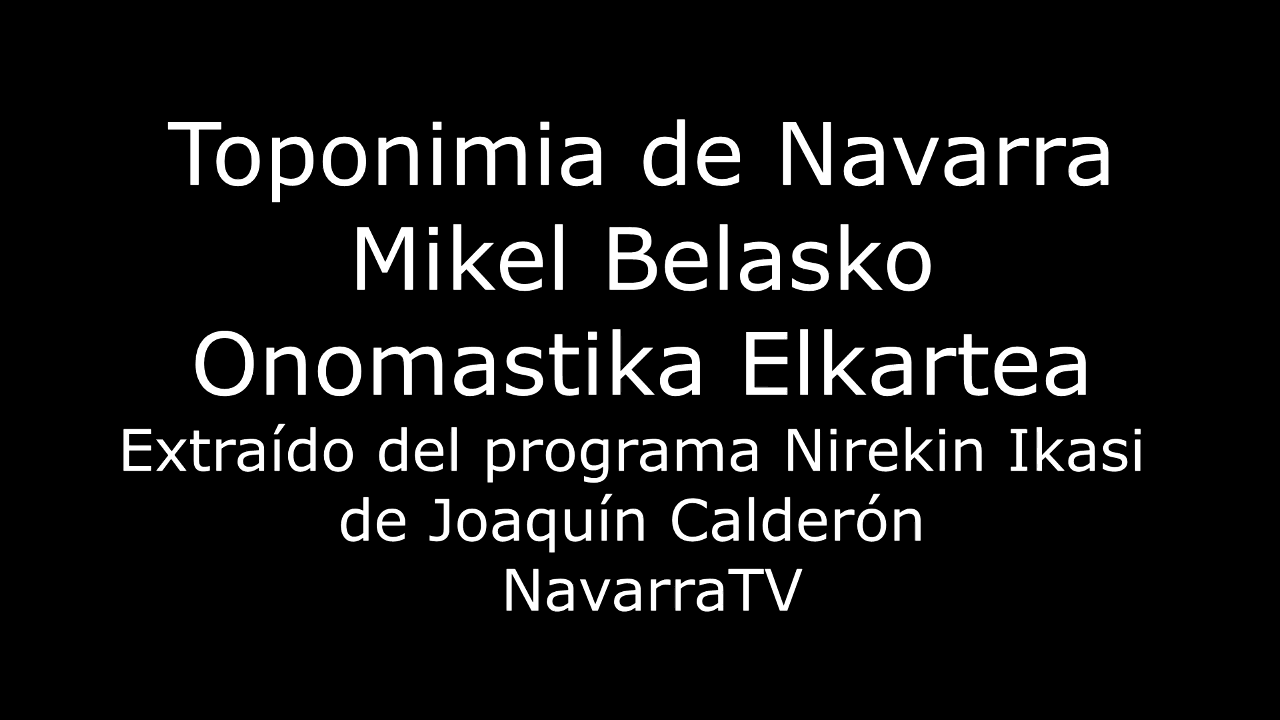 Toponimia de Navarra
Mikel Belasko
Onomastika Elkartea
Extraído del programa Nirekin Ikasi
de Joaquín Calderón
NavarraTV